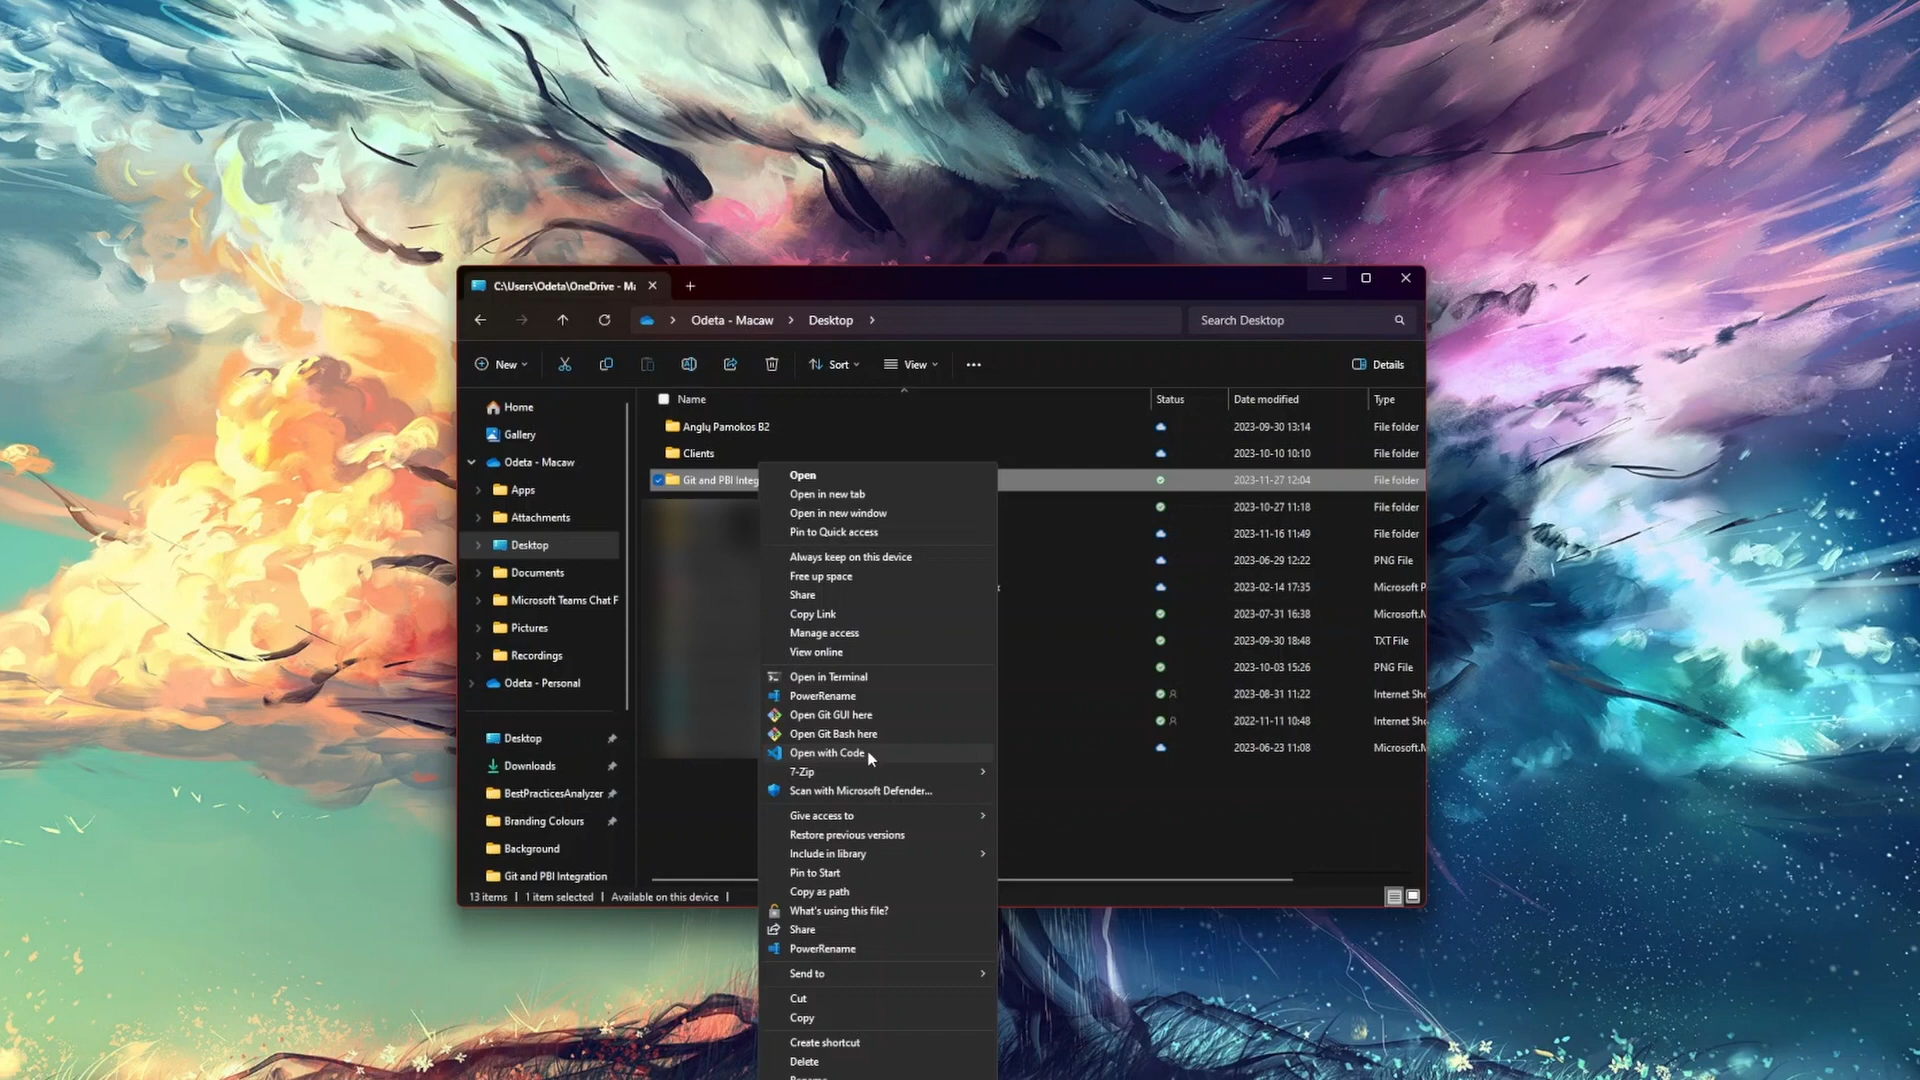 C:\Users\Odeta\OneDrive - Ma
Odeta - Macaw
Desktop
Search Desktop
New
Sort
View
Details
Name
Status
Date modified
Type
Home
Gallery
Odeta - Macaw
Apps
Attachments
Desktop
Documents
Microsoft Teams Chat F
Pictures
Recordings
Odeta - Personal
Desktop
Downloads
BestPracticesAnalyzer
Branding Colours
Background
Git and PBI Integration
Anglų Pamokos B2
2023-09-30 13:14
File folder
Clients
2023-10-10 10:10
File folder
Git and PBI Integ
2023-11-27 12:04
File folder
2023-10-27 11:18
File folder
2023-11-16 11:49
File folder
2023-06-29 12:22
PNG File
2023-02-14 17:35
Microsoft P
2023-07-31 16:38
Microsoft.M
2023-09-30 18:48
TXT File
2023-10-03 15:26
PNG File
2023-08-31 11:22
Internet Sho
2022-11-11 10:48
Internet Sho
2023-06-23 11:08
Microsoft.M
Open
Open in new tab
Open in new window
Pin to Quick access
Always keep on this device
Free up space
Share
Copy Link
Manage access
View online
Open in Terminal
PowerRename
Open Git GUI here
Open Git Bash here
Open with Code
7-Zip
Scan with Microsoft Defender...
Give access to
Restore previous versions
Include in library
Pin to Start
Copy as path
What's using this file?
Share
PowerRename
Send to
Cut
Copy
Create shortcut
Delete
13 items
1 item selected
Available on this device